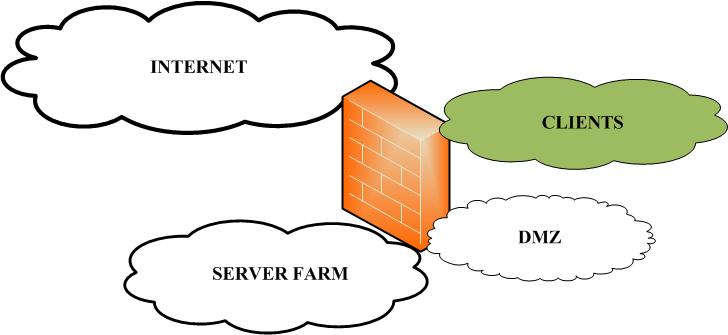 INTERNET
CLIENTS
DMZ
SERVER FARM